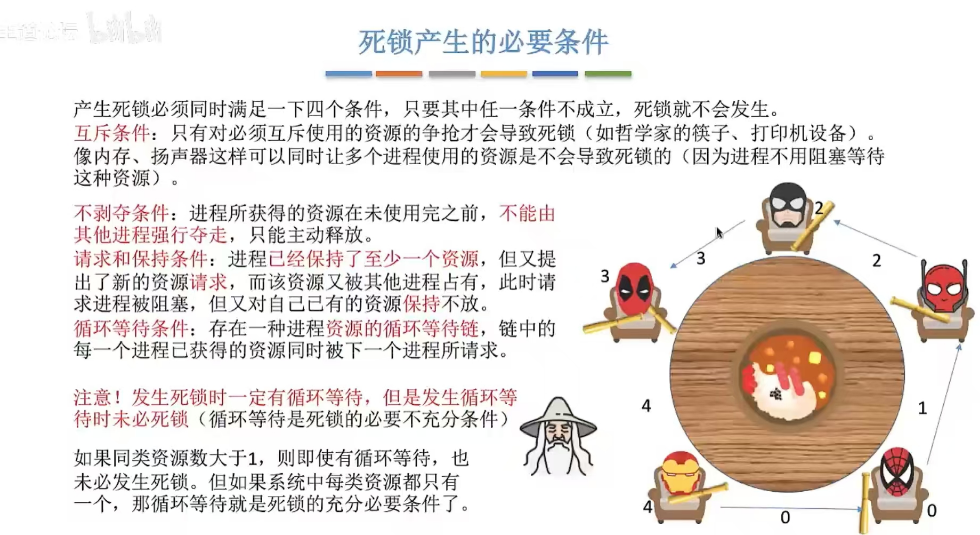 死锁产生的必要条件
产生死锁必须同时满足一下四个条件，只要其中任一条件不成立，死锁就不会发生。
互斥条件：只有对必须互斥使用的资源的争抢才会导致死锁（如哲学家的筷子、打印机设备）。
像内存、扬声器这样可以同时让多个进程使用的资源是不会导致死锁的（因为进程不用阻塞等待
这种资源）。
不剥夺条件：进程所获得的资源在未使用完之前，不能由
其他进程强行夺走，只能主动释放。
请求和保持条件：进程已经保持了至少一个资源，但又提
出了新的资源请求，而该资源又被其他进程占有，此时请
求进程被阻塞，但又对自己已有的资源保持不放。
循环等待条件：存在一种进程资源的循环等待链，链中的
每一个进程已获得的资源同时被下一个进程所请求。
注意！发生死锁时一定有循环等待，但是发生循环等
待时未必死锁（循环等待是死锁的必要不充分条件）
如果同类资源数大于1，则即使有循环等待，也
未必发生死锁。但如果系统中每类资源都只有
一个，那循环等待就是死锁的充分必要条件了。
2
3
2
3
4
1
4
0
0